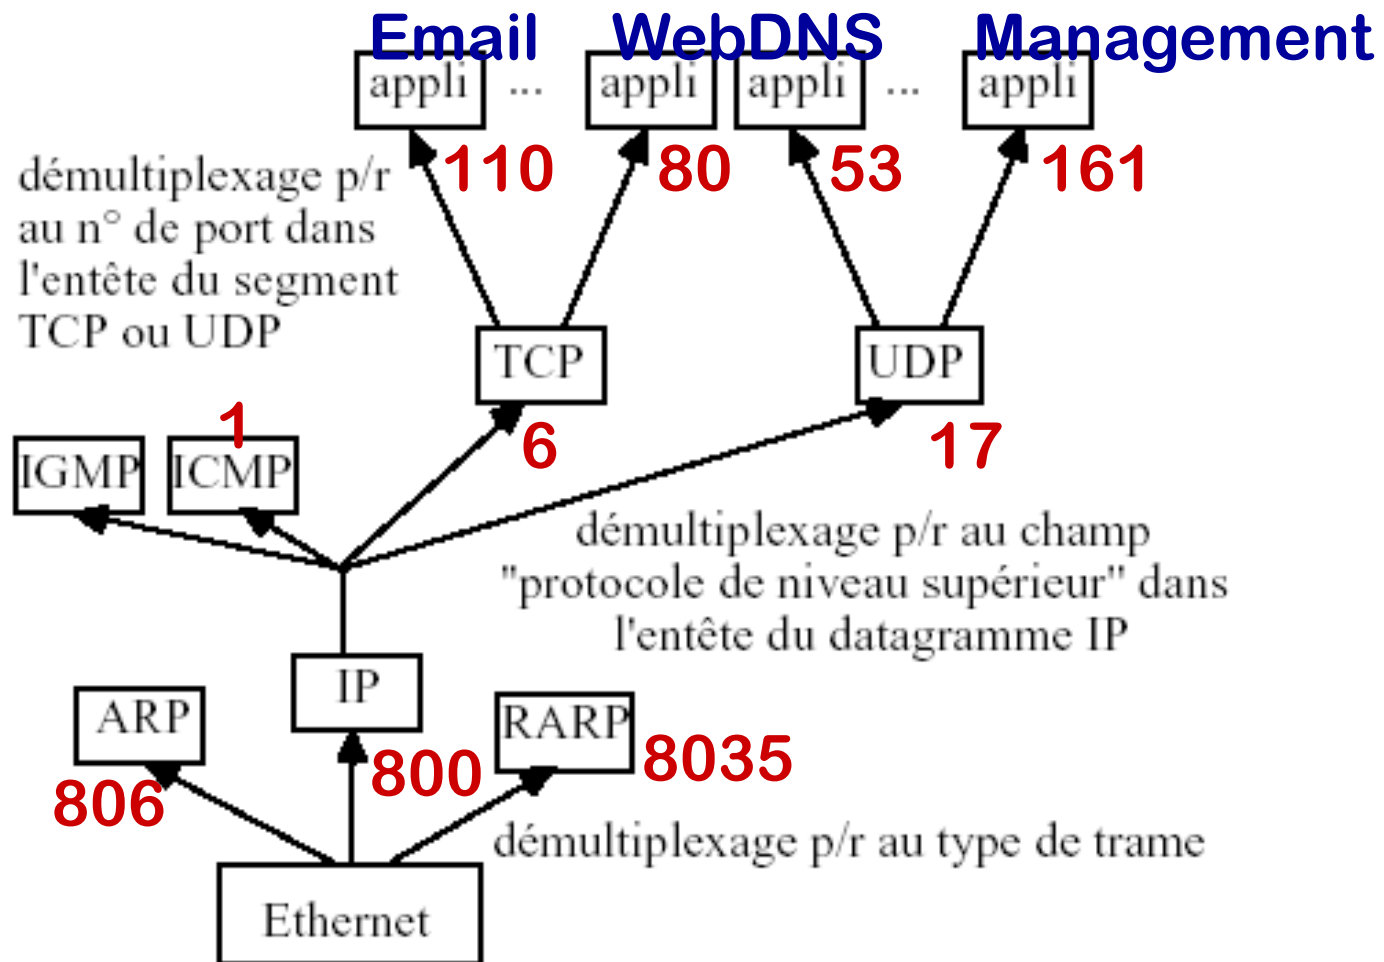 Email WebDNS Management
appli ... appli appli ... appli
110 80 53 161
démultiplexage p/r
au n° de port dans
l'entête du segment
TCP ou UDP
TCP UDP
1
6 17
IGMP ICMP
démultiplexage p/r au champ
"protocole de niveau supérieur" dans
l'entête du datagramme IP
IP
ARP RARP
806 800 8035
démultiplexage p/r au type de trame
Ethernet